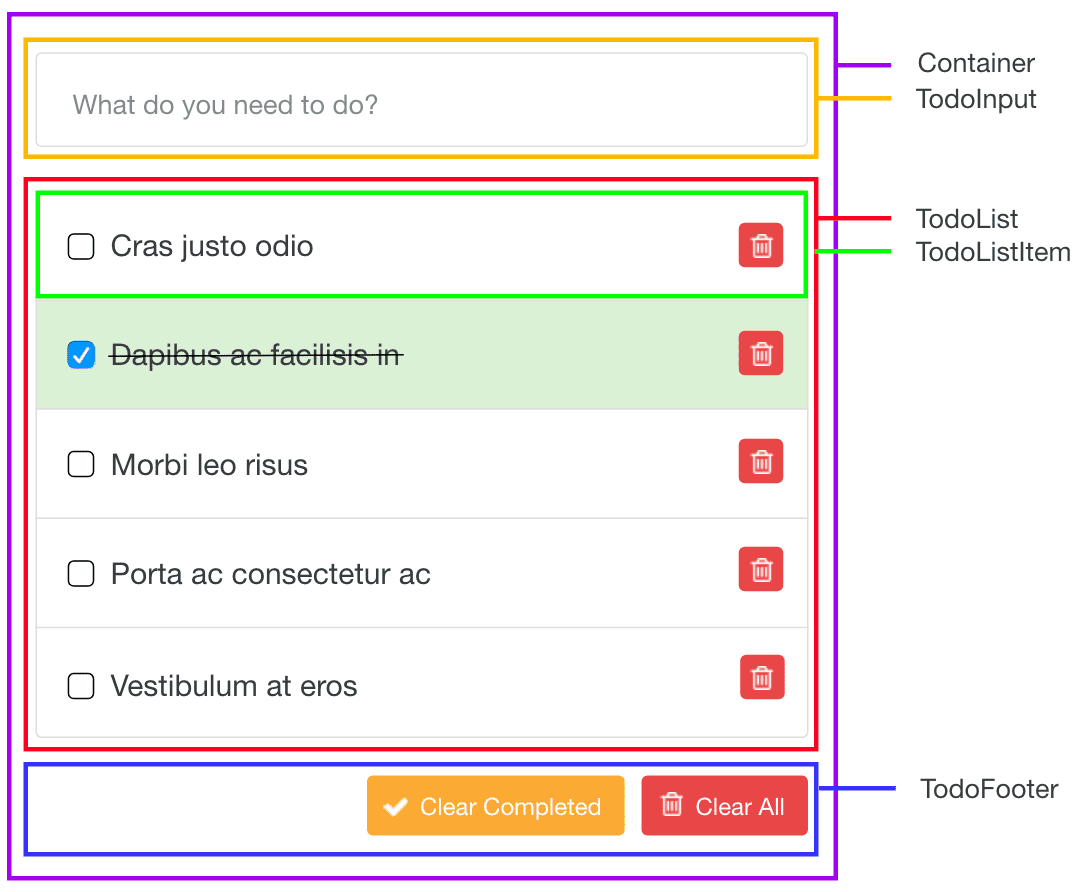 Container
What do you need to do?
TodoInput
TodoList
Cras justo odio
TodoListItem
Dapibus ac facilisis in
Morbi leo risus
Porta ac consectetur ac
Vestibulum at eros
TodoFooter
Clear Completed
Clear All